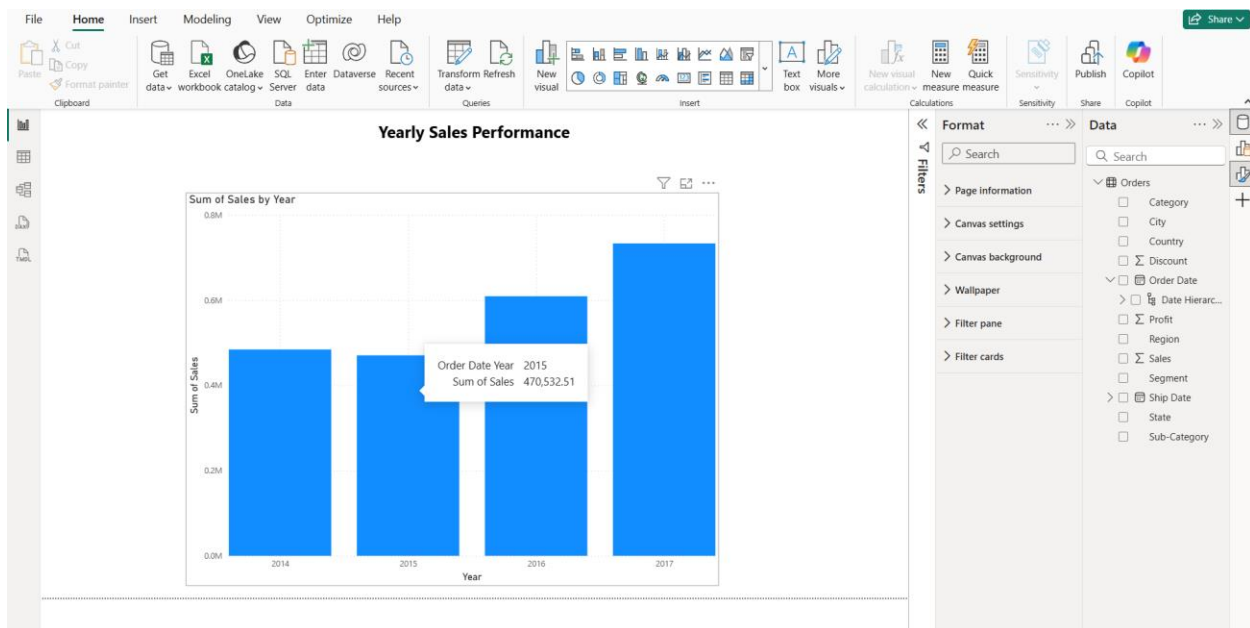 File Home Insert Modeling View Optimize Help
Share
Paste
Cut
Copy
Format painter
Clipboard
Get data
Excel workbook
OneLake catalog
SQL Server
Enter data
Dataverse
Recent sources
Data
Transform data
Refresh
Queries
New visual
Insert
Text box
More visuals
New visual calculation
New measure
Quick measure
Calculations
Sensitivity
Sensitivity
Publish
Share
Copilot
Copilot
Yearly Sales Performance
Sum of Sales by Year
Sum of Sales
0.8M
0.6M
0.4M
0.2M
0.0M
Order Date Year 2015
Sum of Sales 470,532.51
2014 2015 2016 2017
Year
Filters
Format
Search
Page information
Canvas settings
Canvas background
Wallpaper
Filter pane
Filter cards
Data
Search
Orders
Category
City
Country
Discount
Order Date
Date Hierarc...
Profit
Region
Sales
Segment
Ship Date
State
Sub-Category